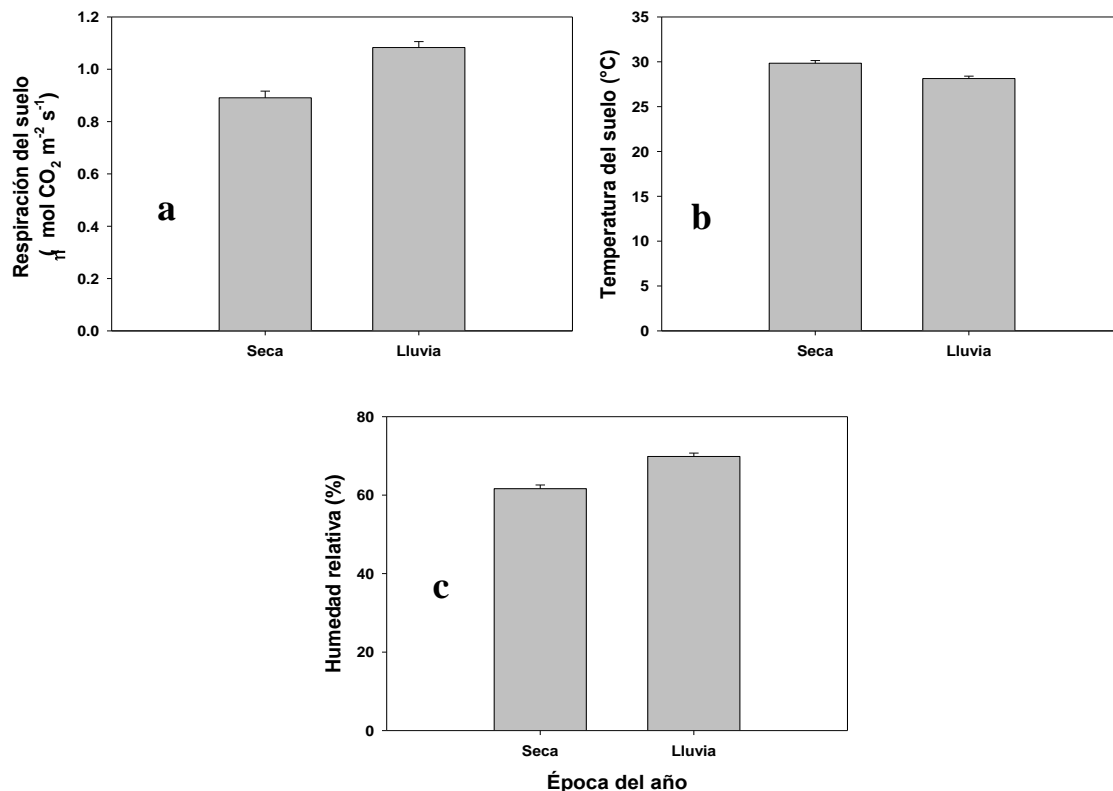 Respiración del suelo
( mol CO₂ m⁻² s⁻¹)
1.2
1.0
0.8
0.6
0.4
0.2
0.0
a
Seca
Lluvia
Temperatura del suelo (°C)
35
30
25
20
15
10
5
0
b
Seca
Lluvia
Humedad relativa (%)
80
60
40
20
0
c
Seca
Lluvia
Época del año